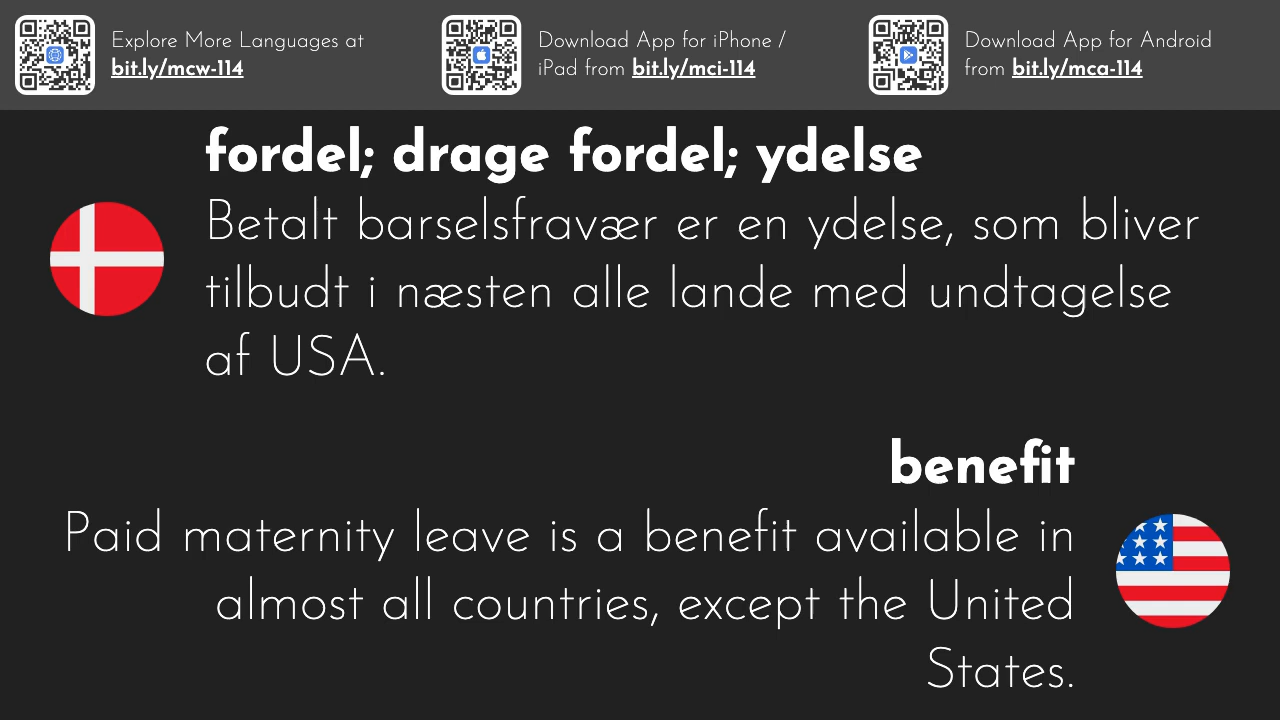 Explore More Languages at
bit.ly/mcw-114
Download App for iPhone /
iPad from bit.ly/mci-114
Download App for Android
from bit.ly/mca-114
fordel; drage fordel; ydelse
Betalt barselsfravær er en ydelse, som bliver
tilbudt i næsten alle lande med undtagelse
af USA.
benefit
Paid maternity leave is a benefit available in
almost all countries, except the United
States.